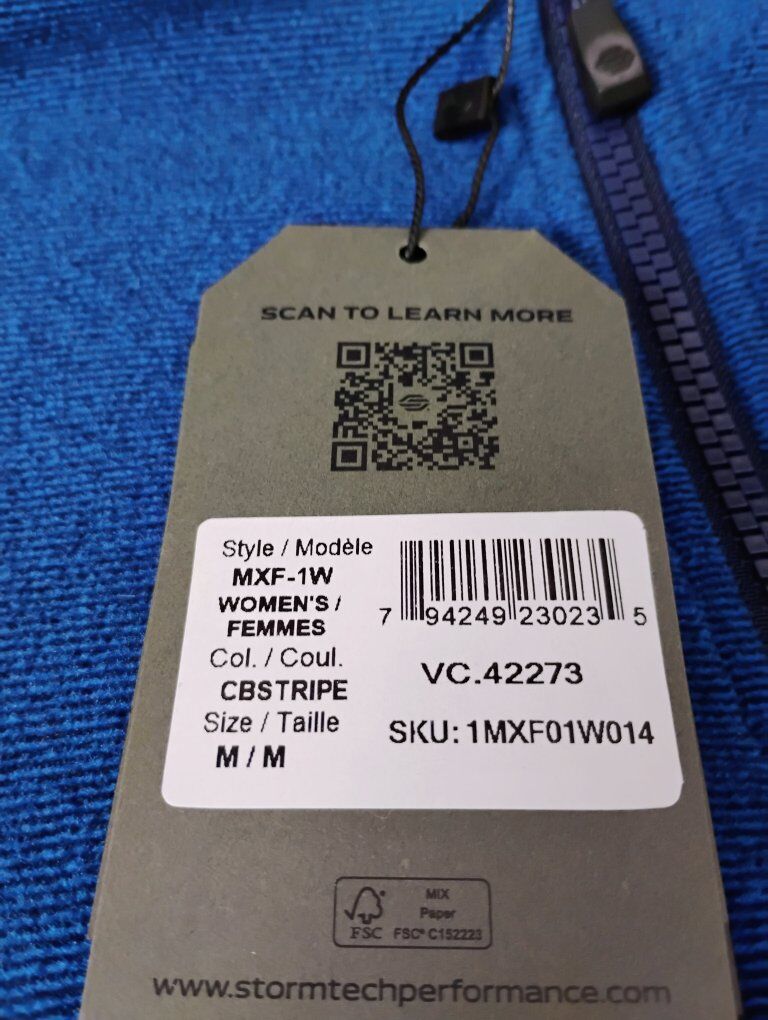 SCAN TO LEARN MORE
Style / Modèle
MXF-1W
WOMEN'S /
FEMMES
Col. / Coul.
CBSTRIPE
Size / Taille
M / M
7 94249 23023 5
VC.42273
SKU: 1MXF01W014
MIX
Paper
FSC FSC® C152223
www.stormtechperformance.com